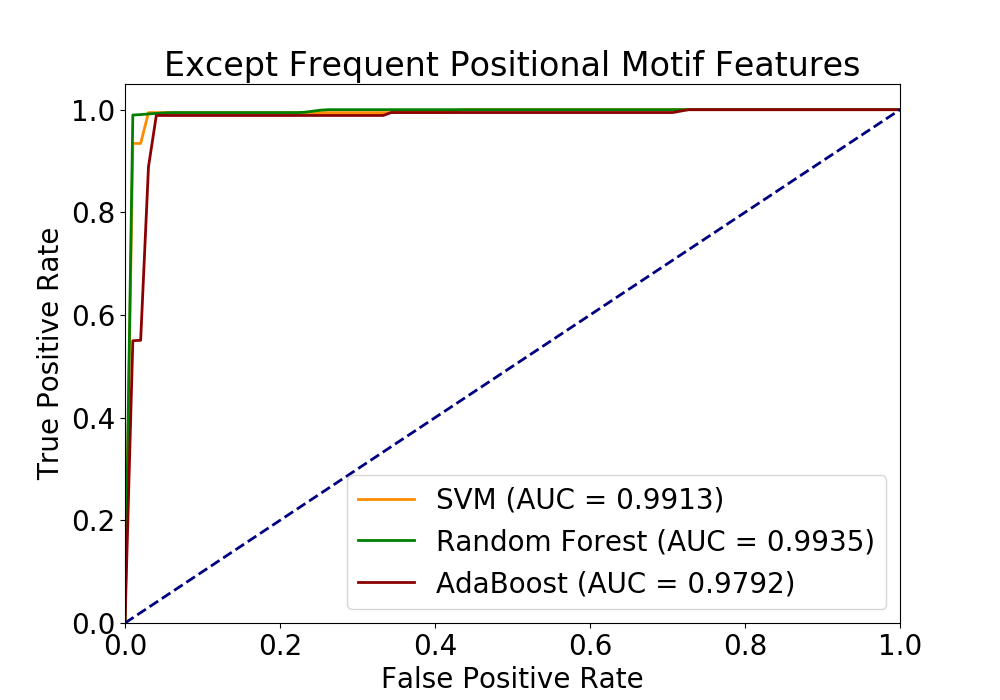 Except Frequent Positional Motif Features
True Positive Rate
1.0
0.8
0.6
0.4
0.2
0.0
SVM (AUC = 0.9913)
Random Forest (AUC = 0.9935)
AdaBoost (AUC = 0.9792)
0.0 0.2 0.4 0.6 0.8 1.0
False Positive Rate